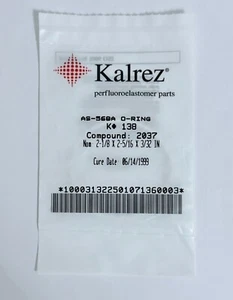 Kalrez®
perfluoroelastomer parts
AS-568A O-RING
K# 138
Compound: 2037
Nom: 2-1/8 X 2-5/16 X 3/32 IN
Cure Date: 06/14/1999
*100031322501071360003*